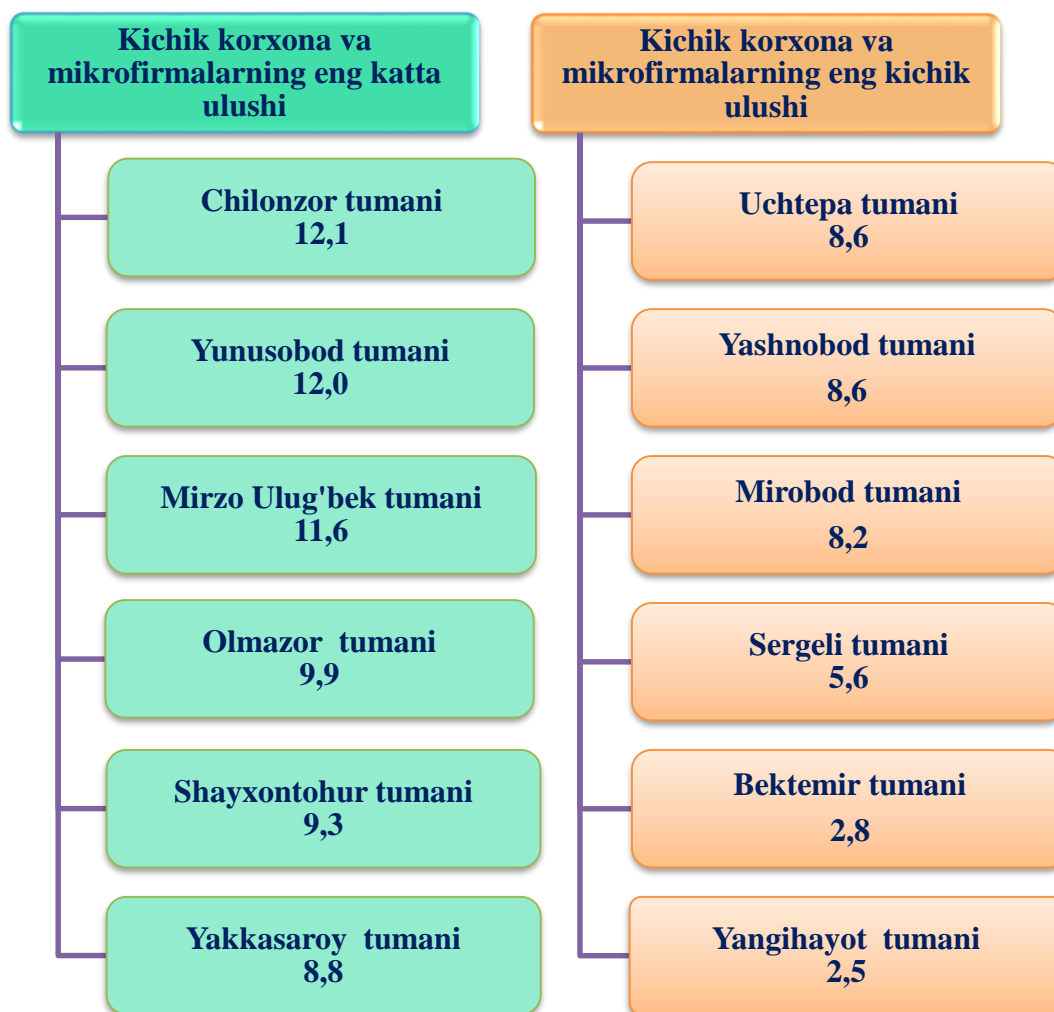 Kichik korxona va
mikrofirmalarning eng katta
ulushi
Chilonzor tumani
12,1
Yunusobod tumani
12,0
Mirzo Ulug'bek tumani
11,6
Olmazor tumani
9,9
Shayxontohur tumani
9,3
Yakkasaroy tumani
8,8
Kichik korxona va
mikrofirmalarning eng kichik
ulushi
Uchtepa tumani
8,6
Yashnobod tumani
8,6
Mirobod tumani
8,2
Sergeli tumani
5,6
Bektemir tumani
2,8
Yangihayot tumani
2,5